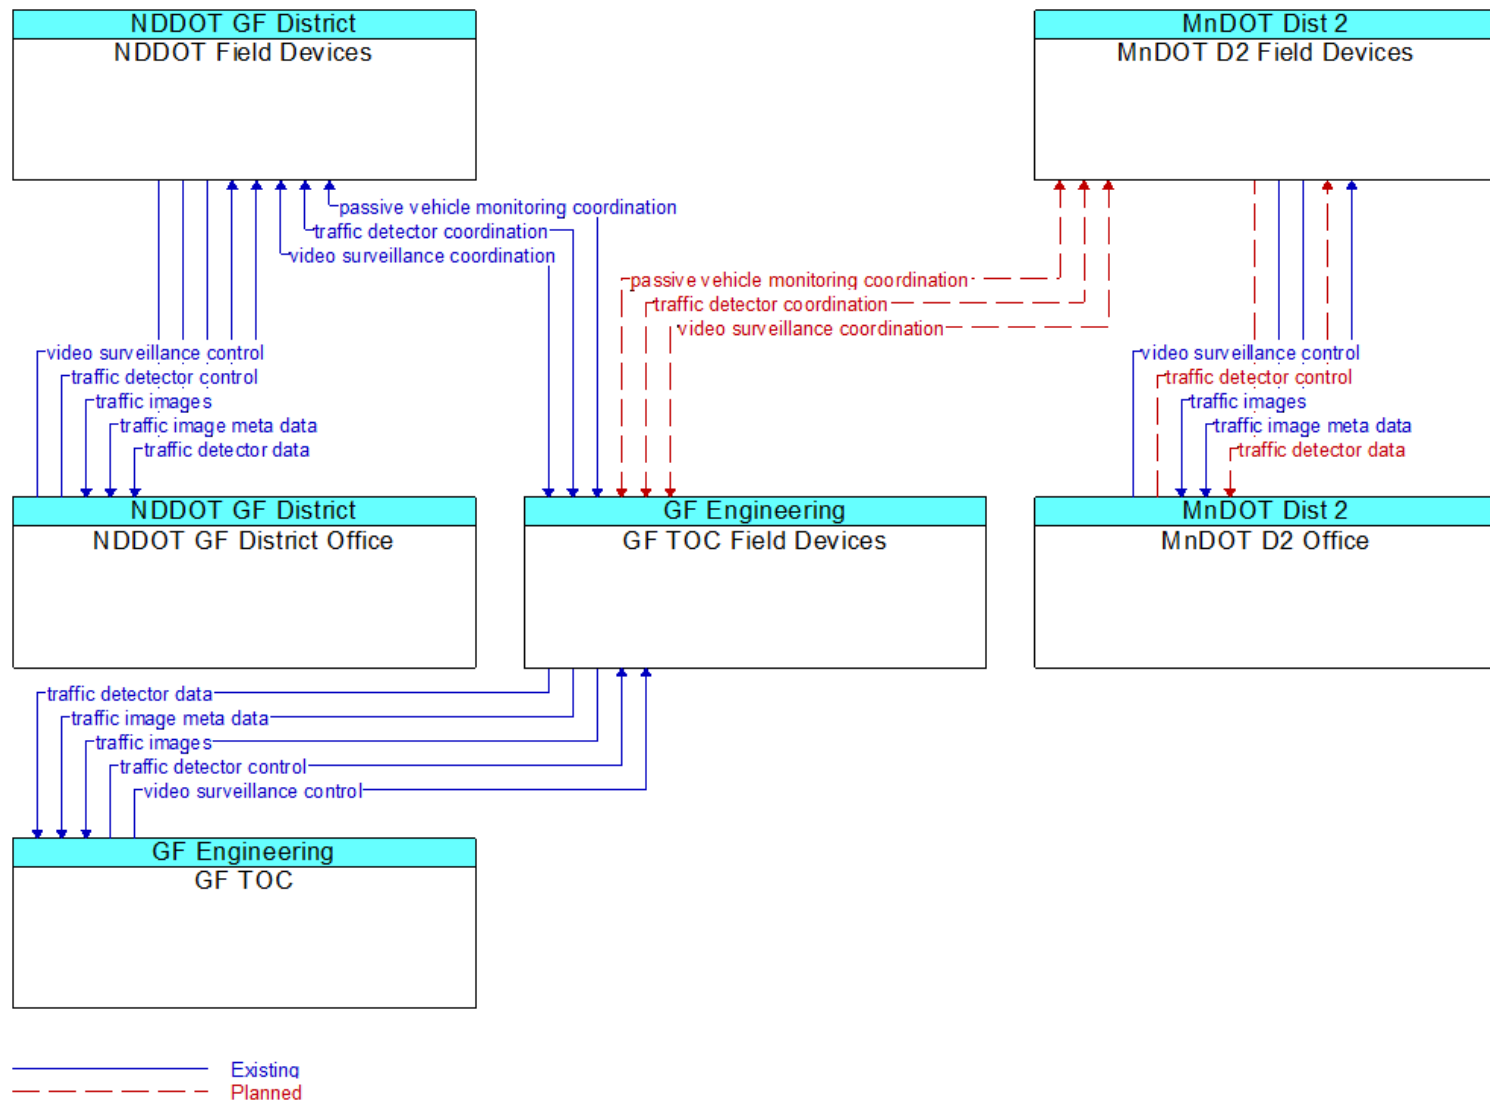 NDDOT GF District
NDDOT Field Devices
MnDOT Dist 2
MnDOT D2 Field Devices
passive vehicle monitoring coordination
traffic detector coordination
video surveillance coordination
passive vehicle monitoring coordination
traffic detector coordination
video surveillance coordination
video surveillance control
traffic detector control
traffic images
traffic image meta data
traffic detector data
video surveillance control
traffic detector control
traffic images
traffic image meta data
traffic detector data
NDDOT GF District
NDDOT GF District Office
GF Engineering
GF TOC Field Devices
MnDOT Dist 2
MnDOT D2 Office
traffic detector data
traffic image meta data
traffic images
traffic detector control
video surveillance control
GF Engineering
GF TOC
Existing
Planned